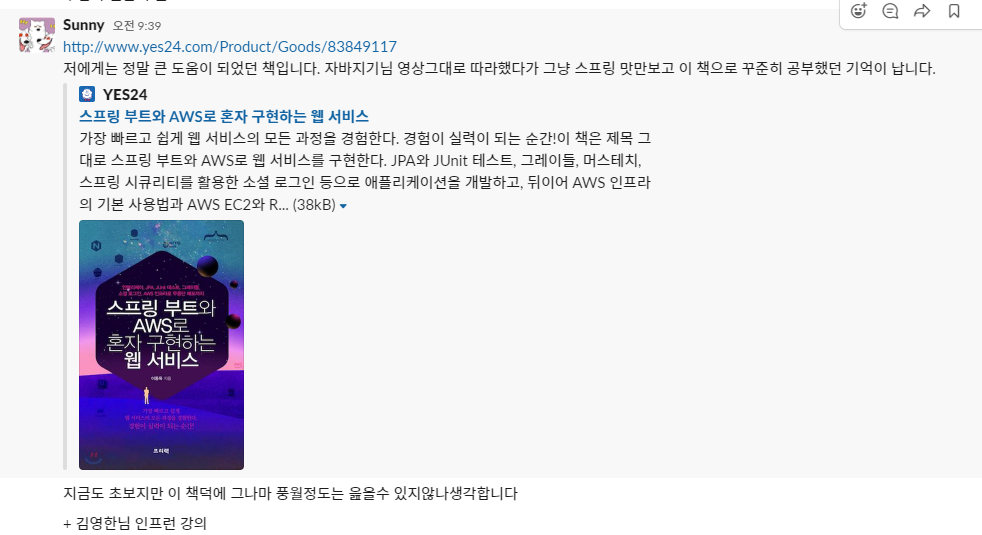 Sunny 오전 9:39
http://www.yes24.com/Product/Goods/83849117
저에게는 정말 큰 도움이 되었던 책입니다. 자바지기님 영상그대로 따라했다가 그냥 스프링 맛만보고 이 책으로 꾸준히 공부했던 기억이 납니다.
YES24
스프링 부트와 AWS로 혼자 구현하는 웹 서비스
가장 빠르고 쉽게 웹 서비스의 모든 과정을 경험한다. 경험이 실력이 되는 순간!이 책은 제목 그
대로 스프링 부트와 AWS로 웹 서비스를 구현한다. JPA와 JUnit 테스트, 그레이들, 머스테치,
스프링 시큐리티를 활용한 소셜 로그인 등으로 애플리케이션을 개발하고, 뒤이어 AWS 인프라
의 기본 사용법과 AWS EC2와 R... (38kB)
스프링 부트와
AWS로
혼자 구현하는
웹 서비스
이동욱 지음
가장 빠르고 쉽게
웹 서비스의 모든 과정을 경험한다.
경험이 실력이 되는 순간!
프리렉
지금도 초보지만 이 책덕에 그나마 풍월정도는 읊을수 있지않나생각합니다
+ 김영한님 인프런 강의